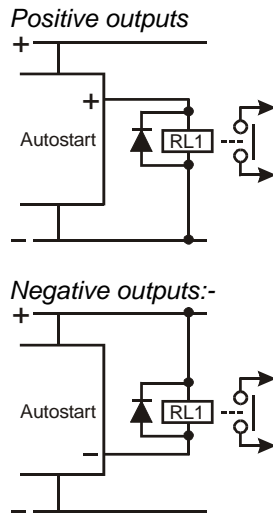 Positive outputs
+
+
Autostart
RL1
–
Negative outputs:-
+
Autostart
RL1
–
–